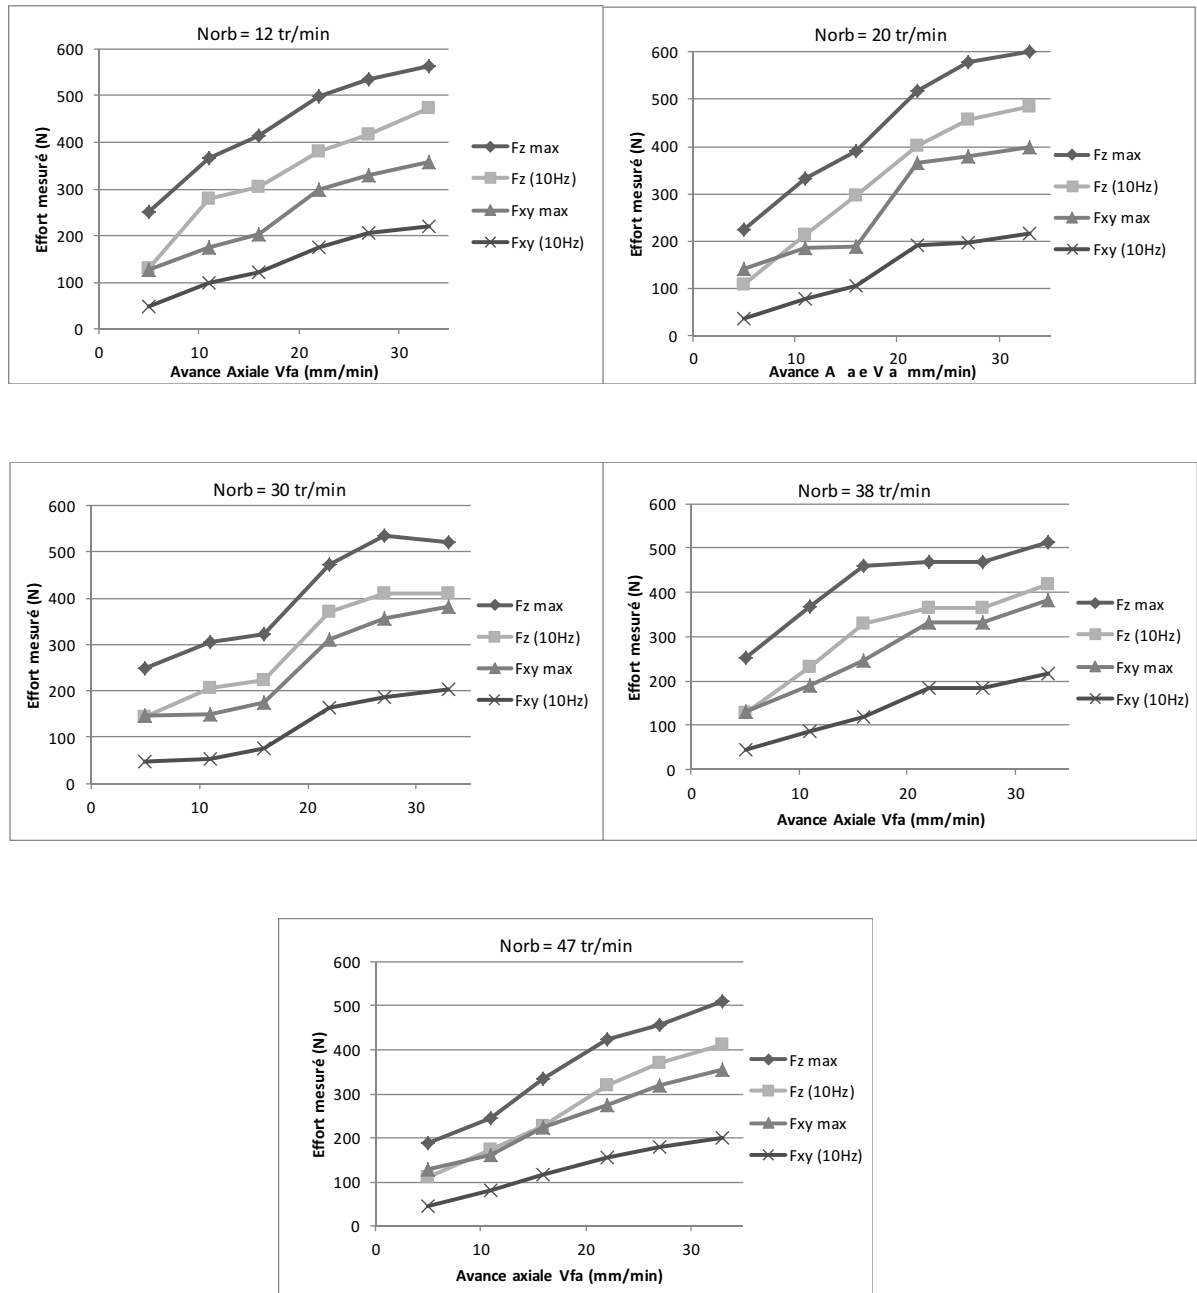 Norb = 12 tr/min
600
500
400
300
200
100
0
0 10 20 30
Effort mesuré (N)
Avance Axiale Vfa (mm/min)
Fz max
Fz (10Hz)
Fxy max
Fxy (10Hz)
Norb = 20 tr/min
600
500
400
300
200
100
0
0 10 20 30
Effort mesuré (N)
Avance A a e V a mm/min)
Fz max
Fz (10Hz)
Fxy max
Fxy (10Hz)
Norb = 30 tr/min
600
500
400
300
200
100
0
0 10 20 30
Effort mesuré (N)
Fz max
Fz (10Hz)
Fxy max
Fxy (10Hz)
Norb = 38 tr/min
600
500
400
300
200
100
0
0 10 20 30
Effort mesuré (N)
Avance Axiale Vfa (mm/min)
Fz max
Fz (10Hz)
Fxy max
Fxy (10Hz)
Norb = 47 tr/min
600
500
400
300
200
100
0
0 10 20 30
Effort mesuré (N)
Avance axiale Vfa (mm/min)
Fz max
Fz (10Hz)
Fxy max
Fxy (10Hz)